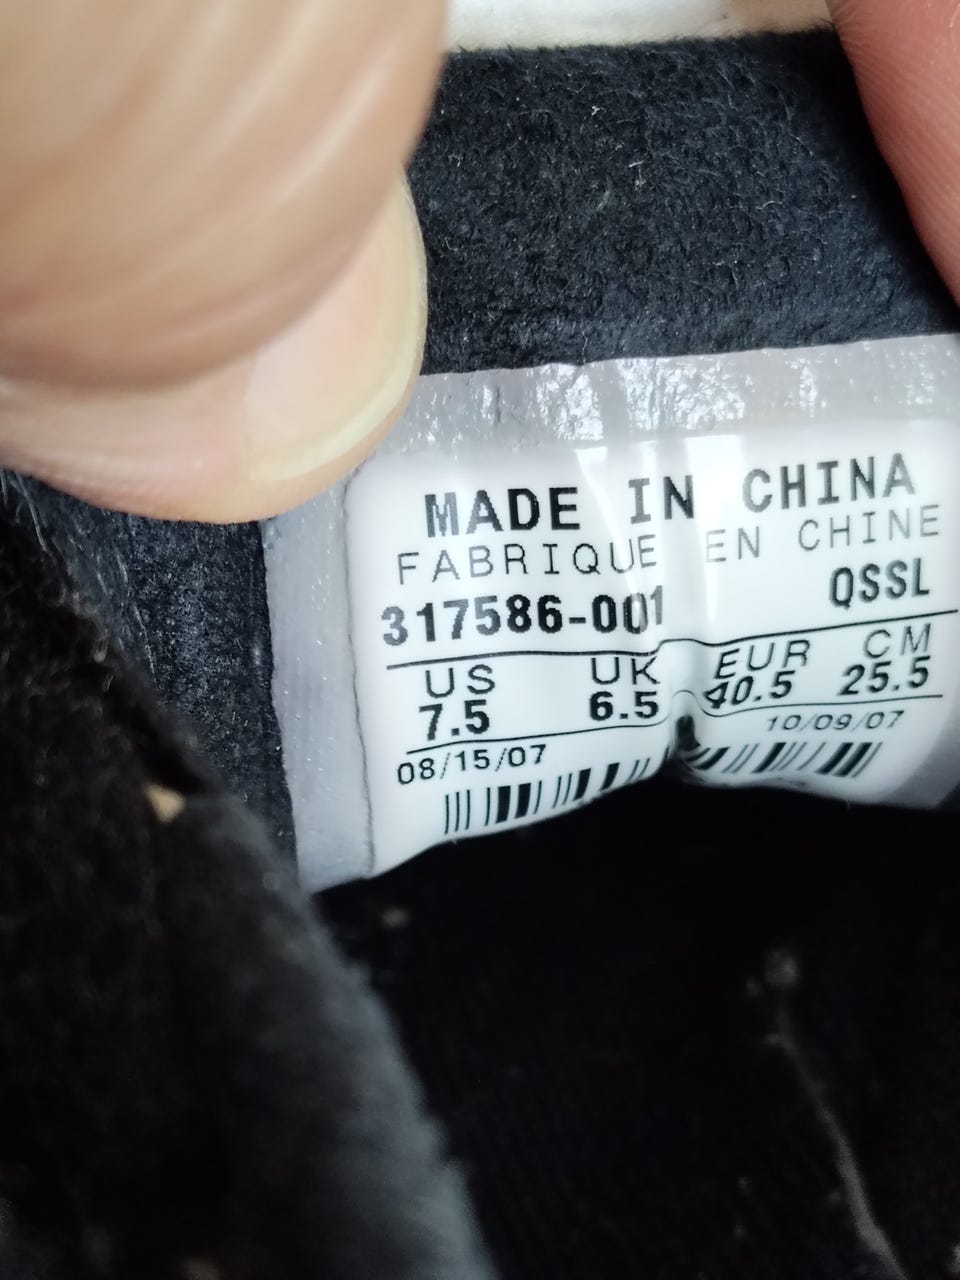 MADE IN CHINA
FABRIQUE EN CHINE
317586-001 QSSL
US UK EUR CM
7.5 6.5 40.5 25.5
08/15/07 10/09/07